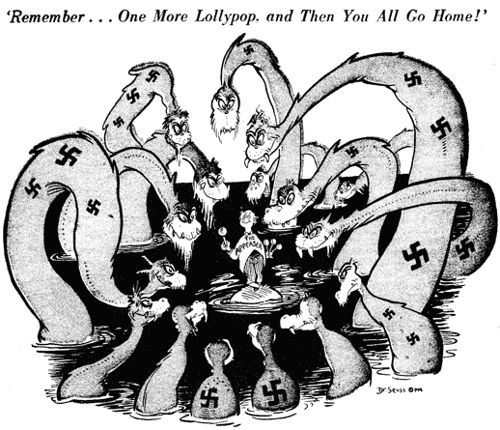 'Remember . . . One More Lollypop, and Then You All Go Home!'
APPEASER
Dr. Seuss